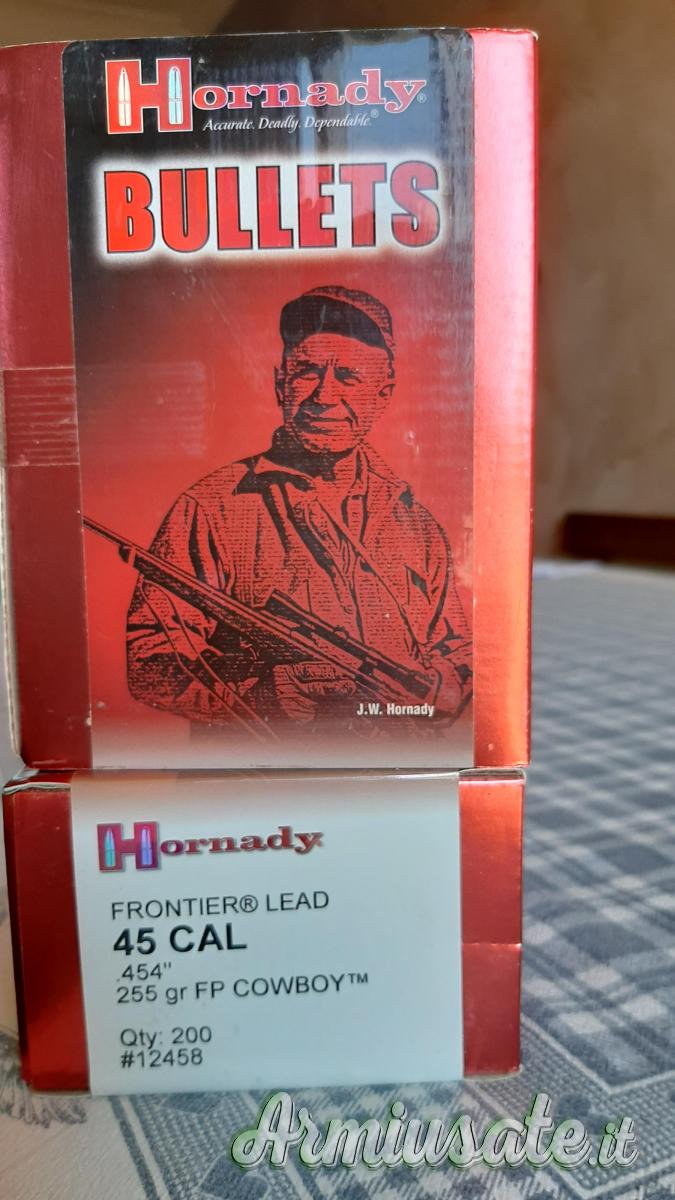 Hornady®
Accurate. Deadly. Dependable.®
BULLETS
J.W. Hornady
Hornady
FRONTIER® LEAD
45 CAL
.454"
255 gr FP COWBOY™
Qty: 200
#12458
Armiusate.it